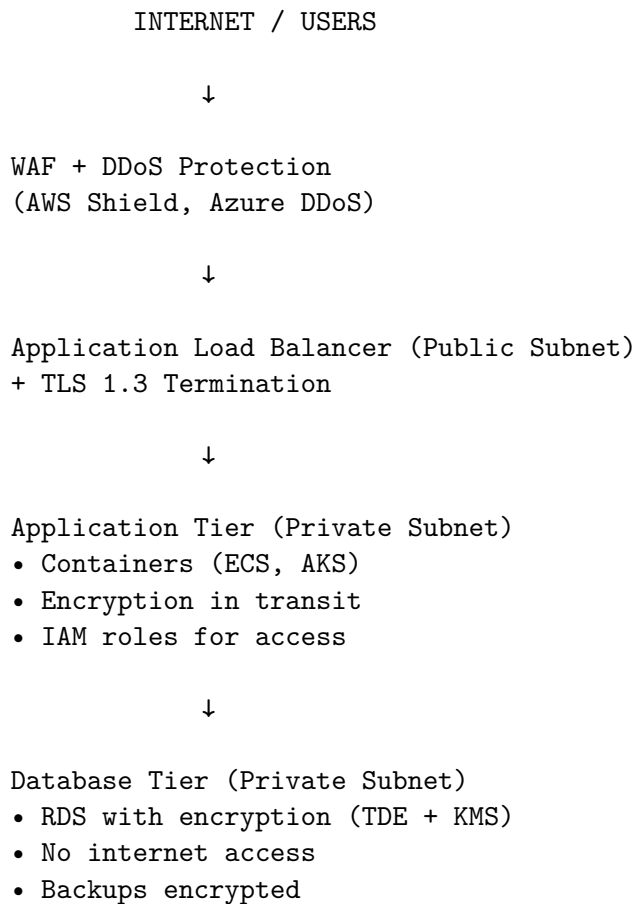 INTERNET / USERS
↓
WAF + DDoS Protection
(AWS Shield, Azure DDoS)
↓
Application Load Balancer (Public Subnet)
+ TLS 1.3 Termination
↓
Application Tier (Private Subnet)
• Containers (ECS, AKS)
• Encryption in transit
• IAM roles for access
↓
Database Tier (Private Subnet)
• RDS with encryption (TDE + KMS)
• No internet access
• Backups encrypted